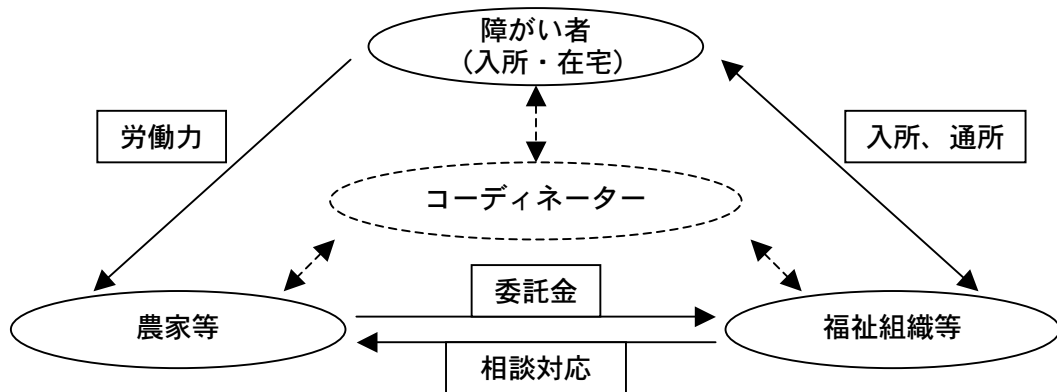 障がい者
（入所・在宅）
労働力
入所、通所
コーディネーター
委託金
農家等
福祉組織等
相談対応